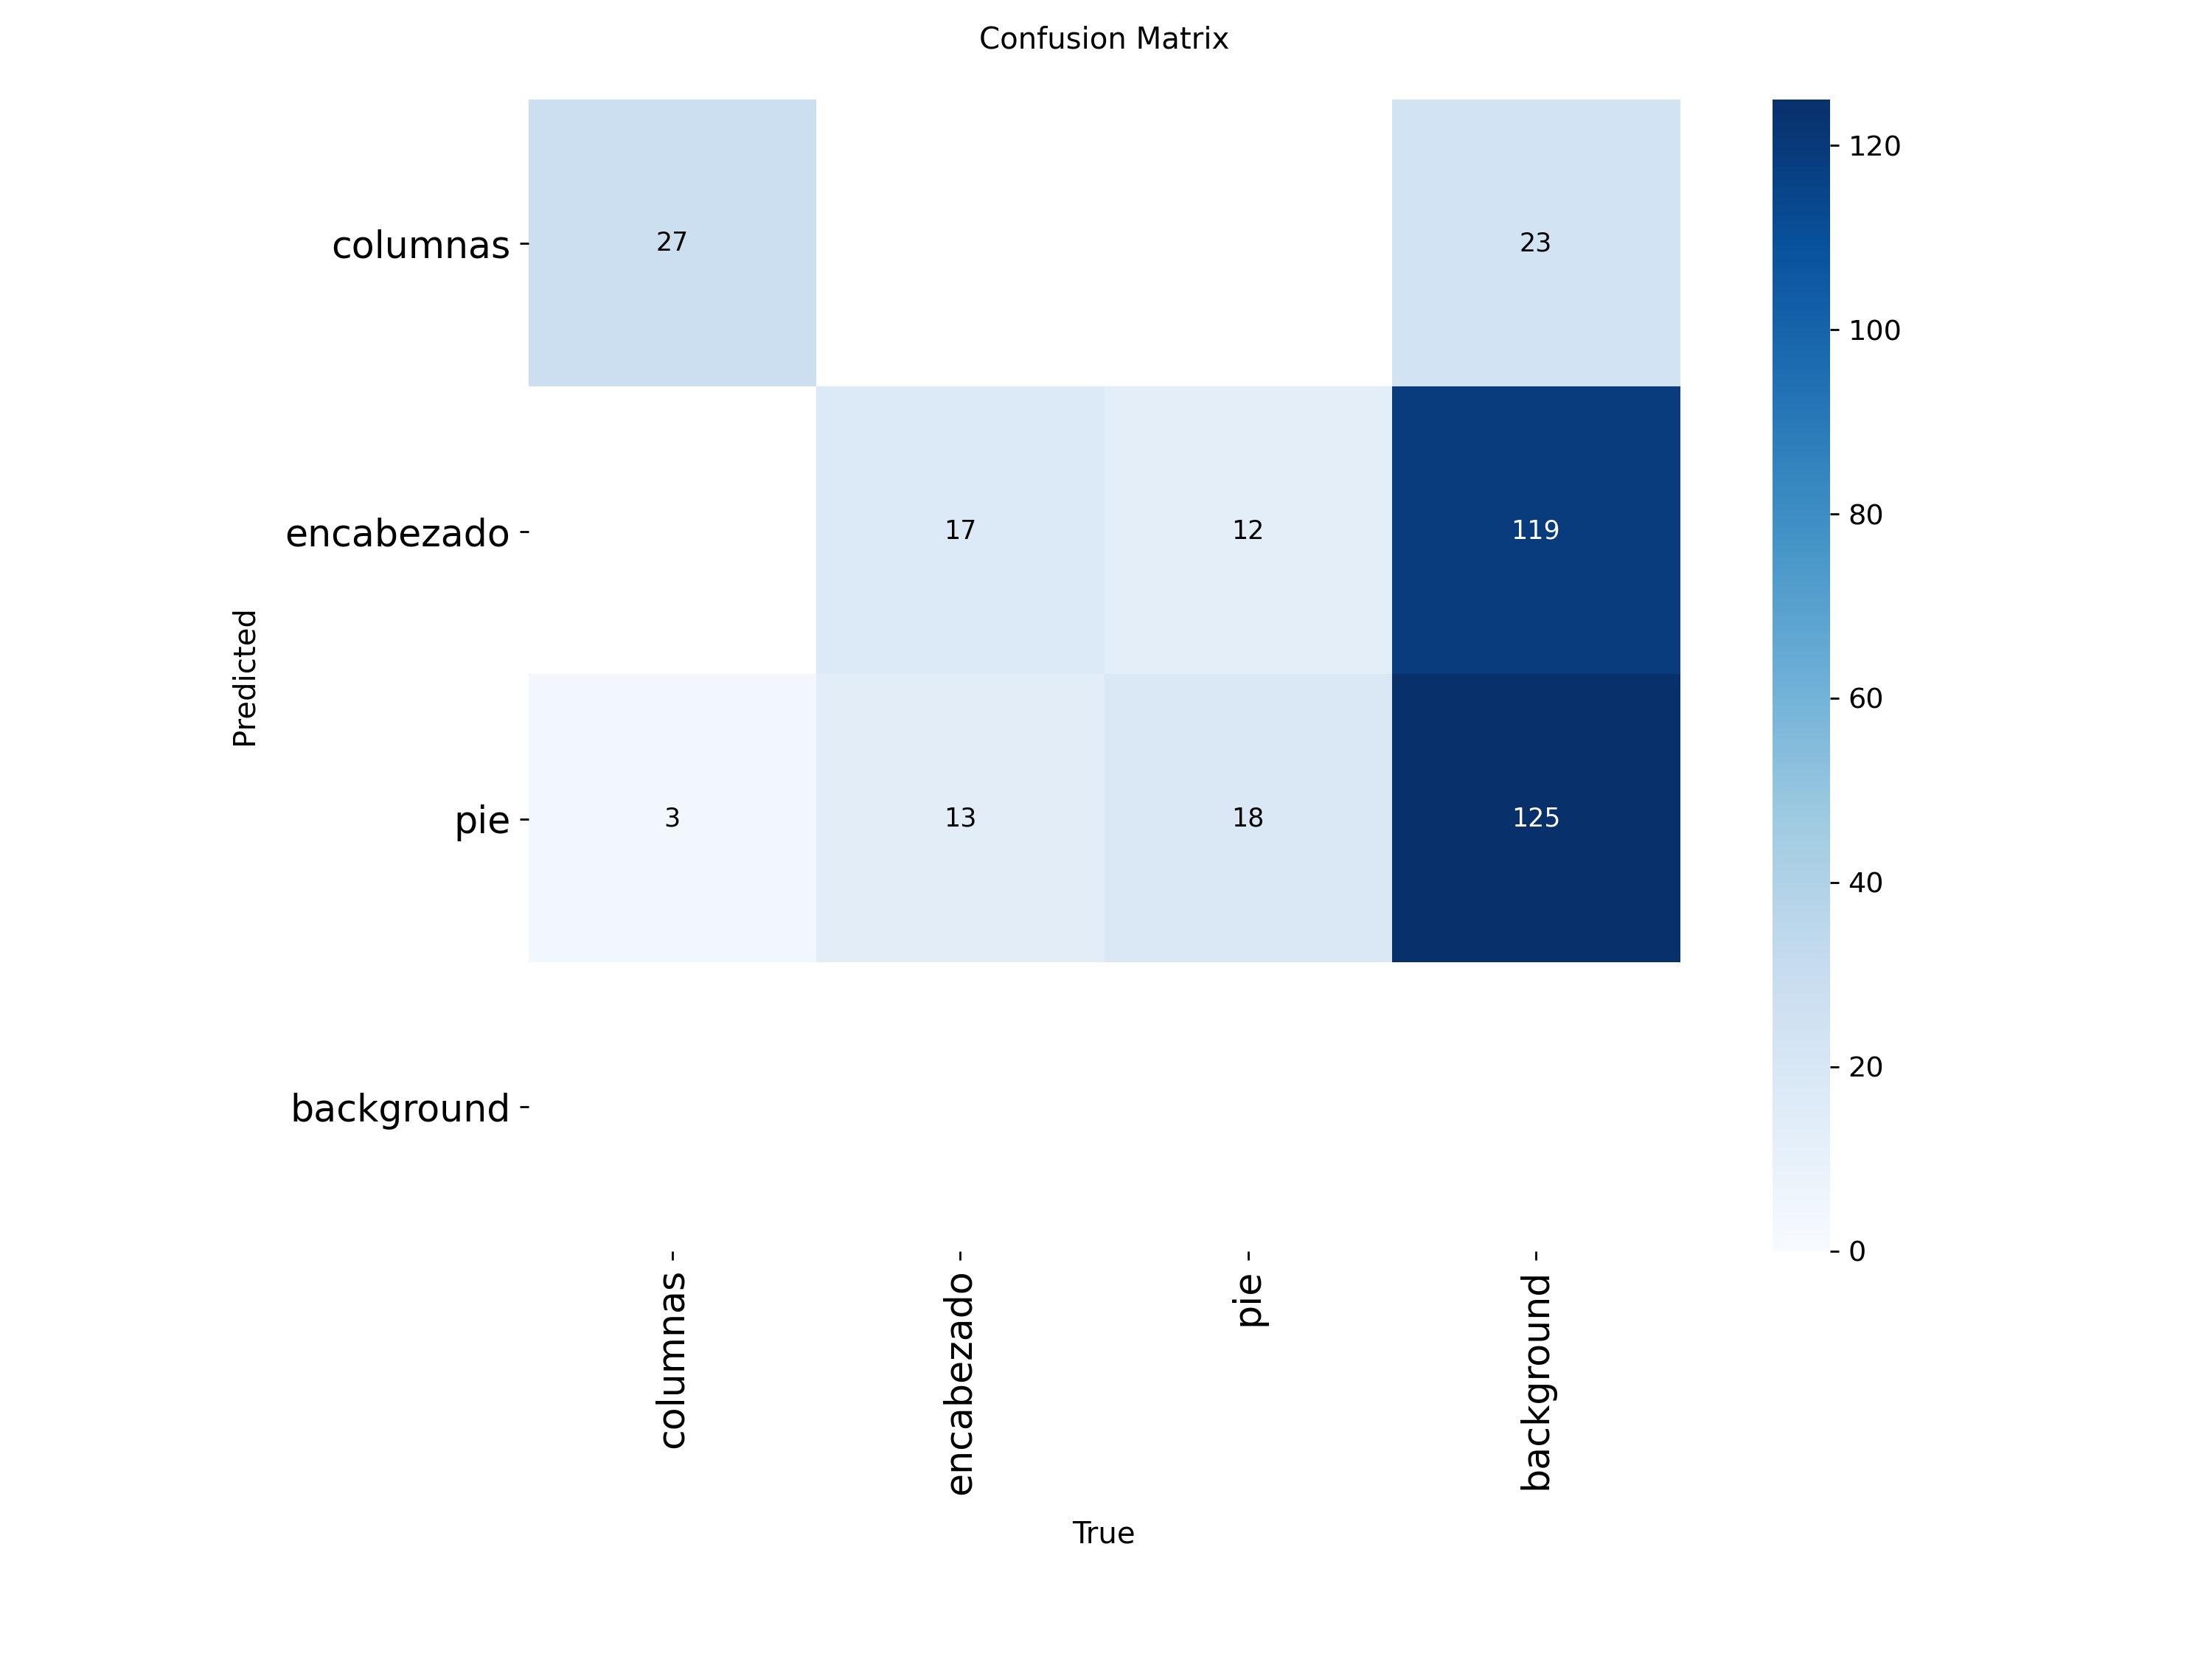 Confusion Matrix
columnas
27
23
120
100
encabezado
17
12
119
80
Predicted
60
pie
3
13
18
125
40
20
background
0
columnas
encabezado
pie
background
True